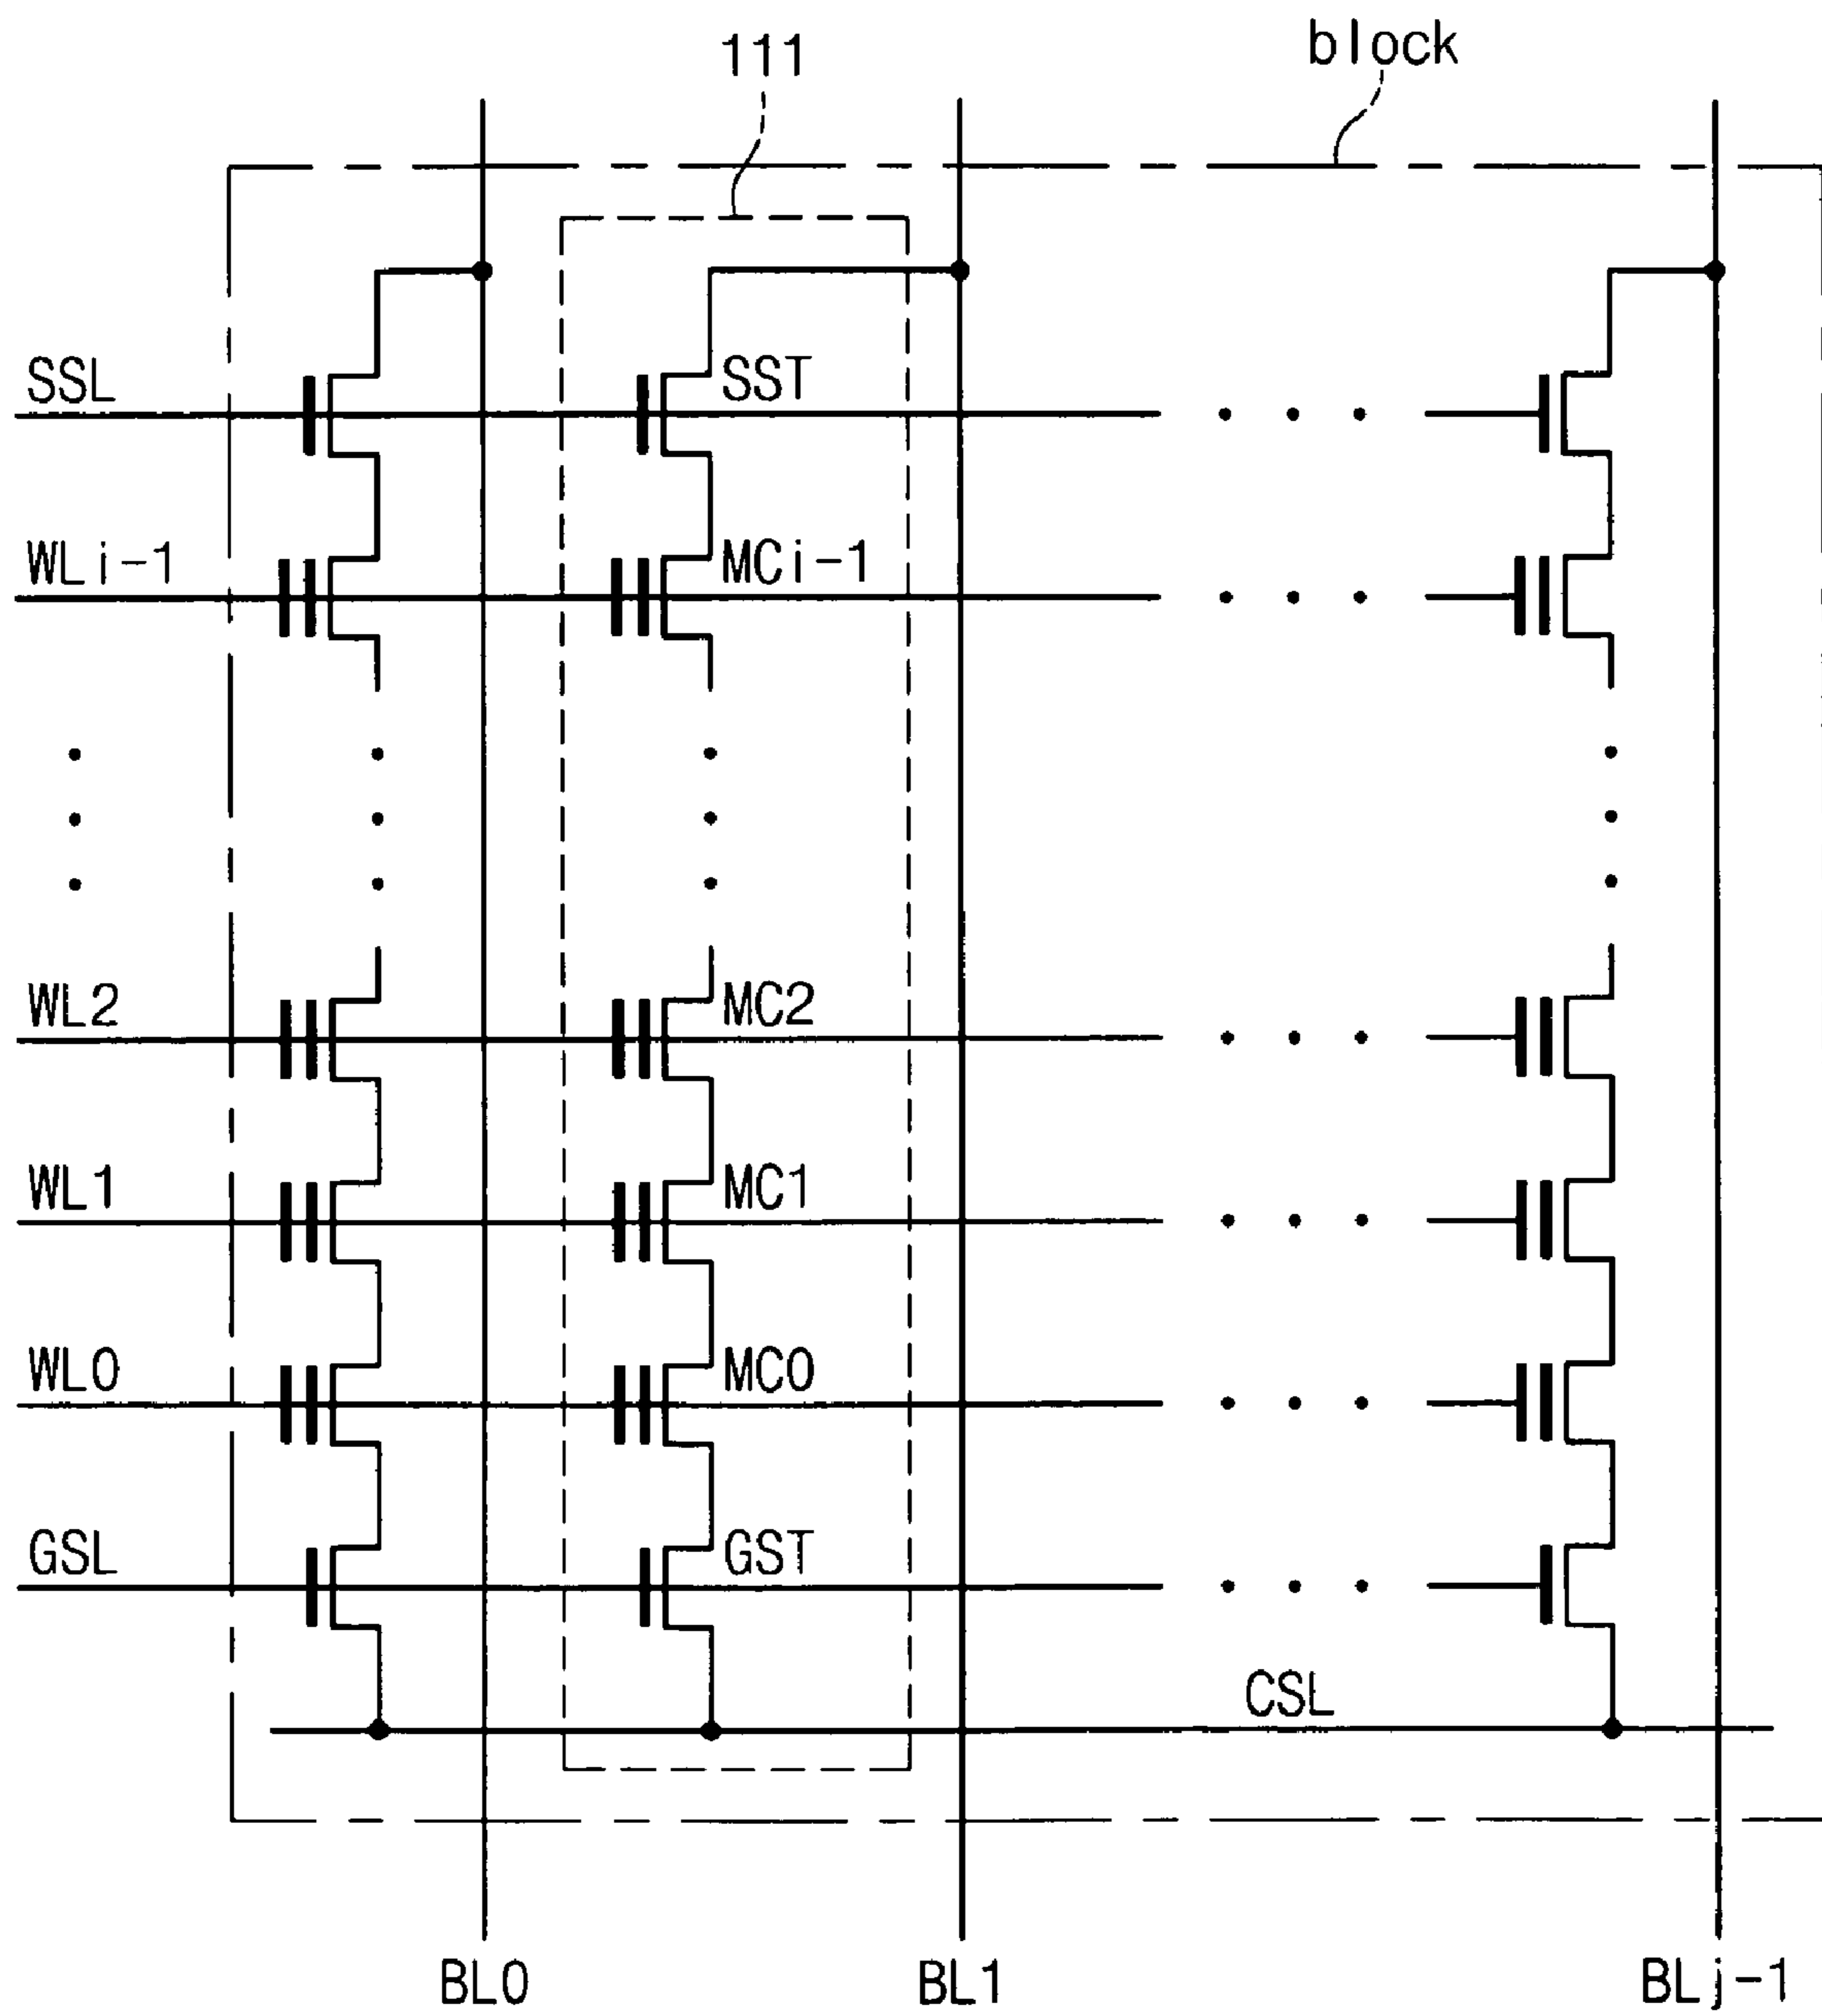 111
block
SSL
SST
WLi-1
MCi-1
WL2
MC2
WL1
MC1
WL0
MC0
GSL
GST
CSL
BL0
BL1
BLj-1